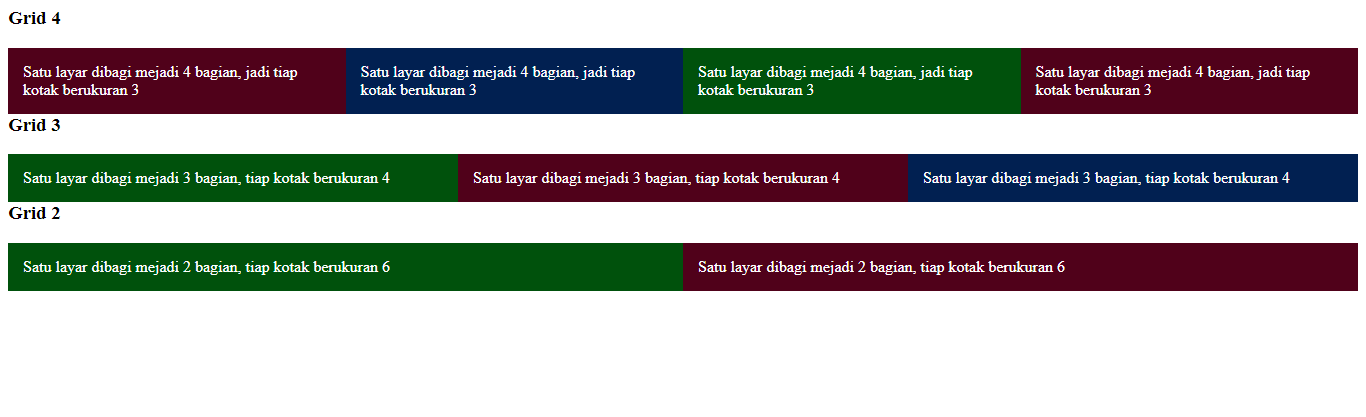 Grid 4
Satu layar dibagi mejadi 4 bagian, jadi tiap
kotak berukuran 3
Satu layar dibagi mejadi 4 bagian, jadi tiap
kotak berukuran 3
Satu layar dibagi mejadi 4 bagian, jadi tiap
kotak berukuran 3
Satu layar dibagi mejadi 4 bagian, jadi tiap
kotak berukuran 3
Grid 3
Satu layar dibagi mejadi 3 bagian, tiap kotak berukuran 4
Satu layar dibagi mejadi 3 bagian, tiap kotak berukuran 4
Satu layar dibagi mejadi 3 bagian, tiap kotak berukuran 4
Grid 2
Satu layar dibagi mejadi 2 bagian, tiap kotak berukuran 6
Satu layar dibagi mejadi 2 bagian, tiap kotak berukuran 6